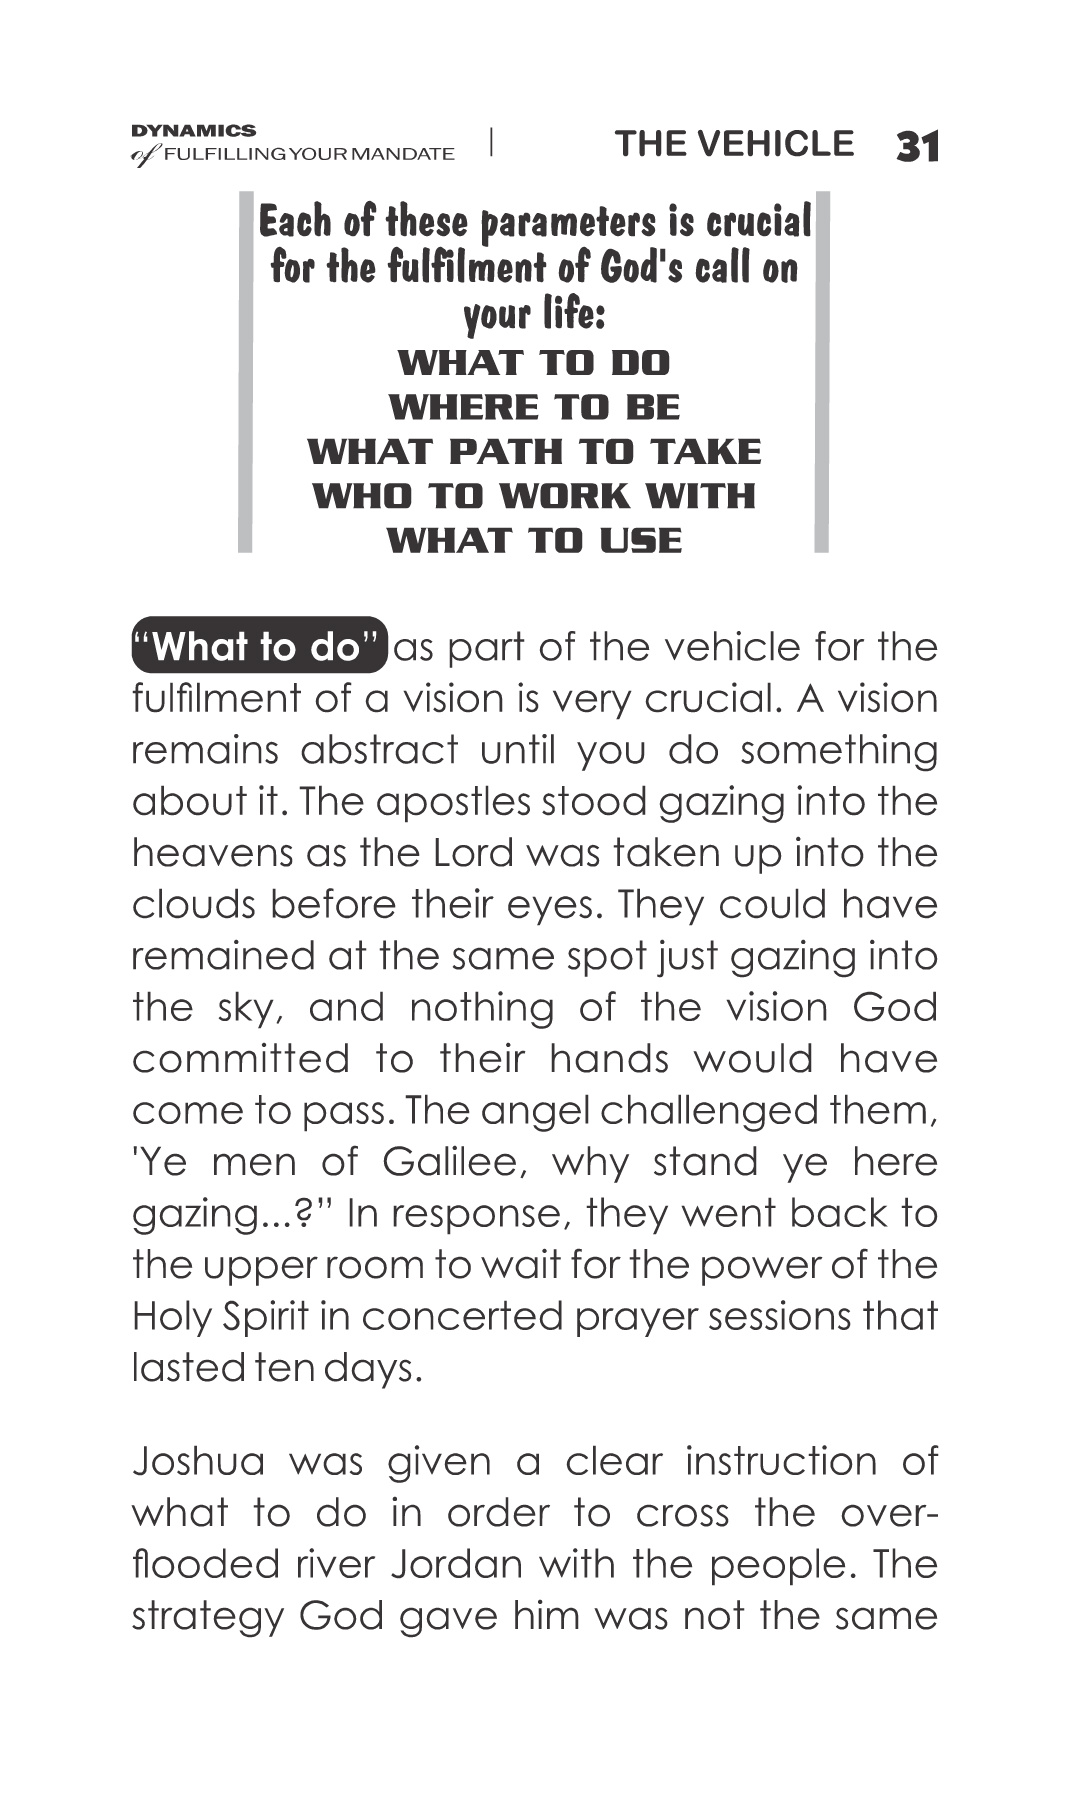 DYNAMICS
of FULFILLING YOUR MANDATE
THE VEHICLE 31
Each of these parameters is crucial
for the fulfilment of God's call on
your life:
WHAT TO DO
WHERE TO BE
WHAT PATH TO TAKE
WHO TO WORK WITH
WHAT TO USE
“What to do” as part of the vehicle for the
fulfilment of a vision is very crucial. A vision
remains abstract until you do something
about it. The apostles stood gazing into the
heavens as the Lord was taken up into the
clouds before their eyes. They could have
remained at the same spot just gazing into
the sky, and nothing of the vision God
committed to their hands would have
come to pass. The angel challenged them,
'Ye men of Galilee, why stand ye here
gazing...?” In response, they went back to
the upper room to wait for the power of the
Holy Spirit in concerted prayer sessions that
lasted ten days.
Joshua was given a clear instruction of
what to do in order to cross the over-
flooded river Jordan with the people. The
strategy God gave him was not the same